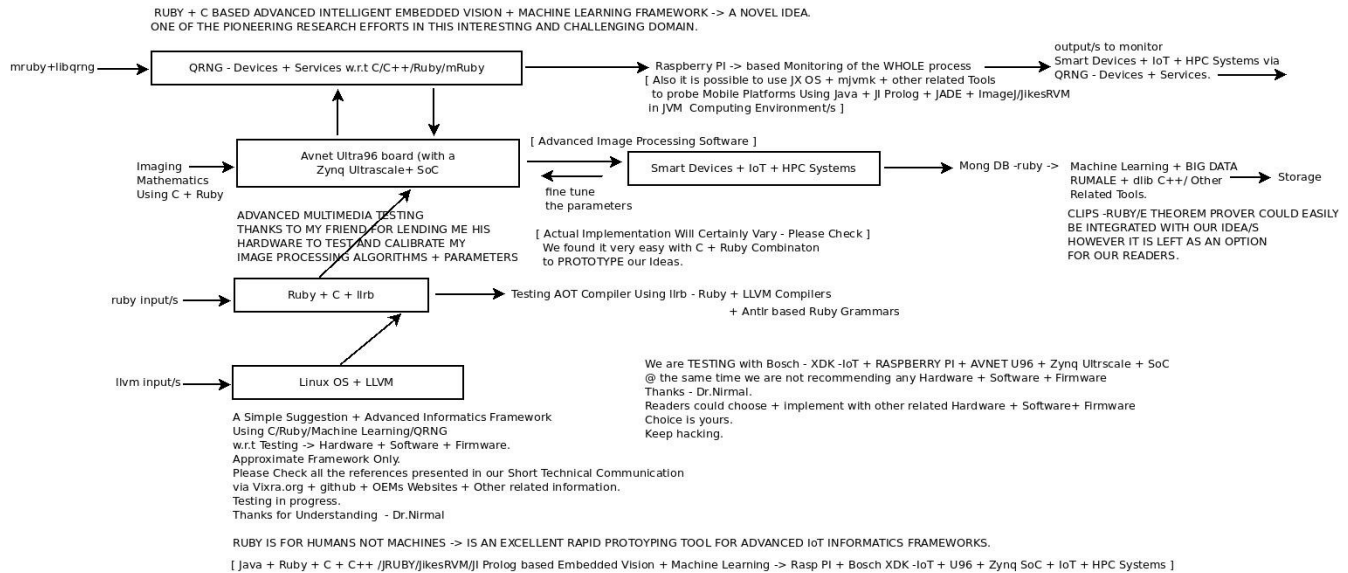 RUBY + C BASED ADVANCED INTELLIGENT EMBEDDED VISION + MACHINE LEARNING FRAMEWORK -> A NOVEL IDEA.
ONE OF THE PIONEERING RESEARCH EFFORTS IN THIS INTERESTING AND CHALLENGING DOMAIN.
mruby+libqrng
QRNG - Devices + Services w.r.t C/C++/Ruby/mRuby
Raspberry PI -> based Monitoring of the WHOLE process
[ Also it is possible to use JX OS + mjvmk + other related Tools
to probe Mobile Platforms Using Java + JI Prolog + JADE + ImageJ/JikesRVM
in JVM Computing Environment/s ]
output/s to monitor
Smart Devices + IoT + HPC Systems via
QRNG - Devices + Services.
Imaging
Mathematics
Using C + Ruby
Avnet Ultra96 board (with a
Zynq Ultrascale+ SoC
[ Advanced Image Processing Software ]
fine tune
the parameters
Smart Devices + IoT + HPC Systems
Mong DB -ruby ->
Machine Learning + BIG DATA
RUMALE + dlib C++/ Other
Related Tools.
Storage
CLIPS -RUBY/E THEOREM PROVER COULD EASILY
BE INTEGRATED WITH OUR IDEA/S
HOWEVER IT IS LEFT AS AN OPTION
FOR OUR READERS.
ADVANCED MULTIMEDIA TESTING
THANKS TO MY FRIEND FOR LENDING ME HIS
HARDWARE TO TEST AND CALIBRATE MY
IMAGE PROCESSING ALGORITHMS + PARAMETERS
[ Actual Implementation Will Certainly Vary - Please Check ]
We found it very easy with C + Ruby Combinaton
to PROTOTYPE our Ideas.
ruby input/s
Ruby + C + llrb
Testing AOT Compiler Using llrb - Ruby + LLVM Compilers
+ Antlr based Ruby Grammars
llvm input/s
Linux OS + LLVM
We are TESTING with Bosch - XDK -IoT + RASPBERRY PI + AVNET U96 + Zynq Ultrscale + SoC
@ the same time we are not recommending any Hardware + Software + Firmware
Thanks - Dr.Nirmal.
Readers could choose + implement with other related Hardware + Software+ Firmware
Choice is yours.
Keep hacking.
A Simple Suggestion + Advanced Informatics Framework
Using C/Ruby/Machine Learning/QRNG
w.r.t Testing -> Hardware + Software + Firmware.
Approximate Framework Only.
Please Check all the references presented in our Short Technical Communication
via Vixra.org + github + OEMs Websites + Other related information.
Testing in progress.
Thanks for Understanding - Dr.Nirmal
RUBY IS FOR HUMANS NOT MACHINES -> IS AN EXCELLENT RAPID PROTOYPING TOOL FOR ADVANCED IoT INFORMATICS FRAMEWORKS.
[ Java + Ruby + C + C++ /JRUBY/JikesRVM/JI Prolog based Embedded Vision + Machine Learning -> Rasp PI + Bosch XDK -IoT + U96 + Zynq SoC + IoT + HPC Systems ]